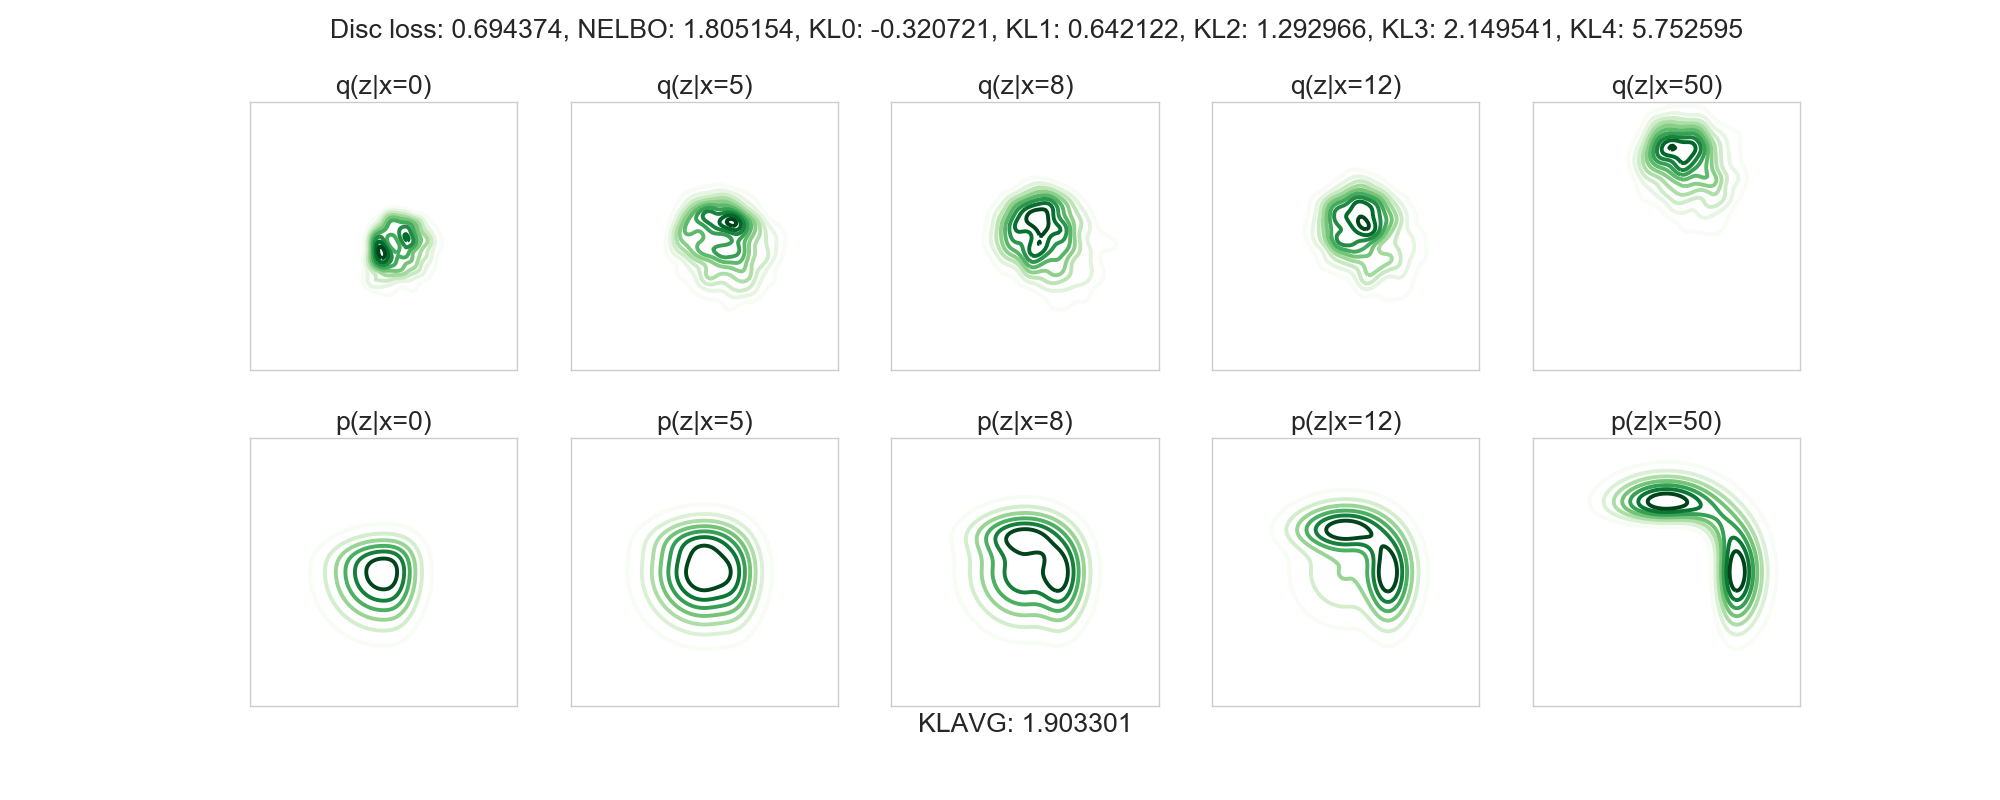 Disc loss: 0.694374, NELBO: 1.805154, KL0: -0.320721, KL1: 0.642122, KL2: 1.292966, KL3: 2.149541, KL4: 5.752595
q(z|x=0) q(z|x=5) q(z|x=8) q(z|x=12) q(z|x=50)
p(z|x=0) p(z|x=5) p(z|x=8) p(z|x=12) p(z|x=50)
KLAVG: 1.903301